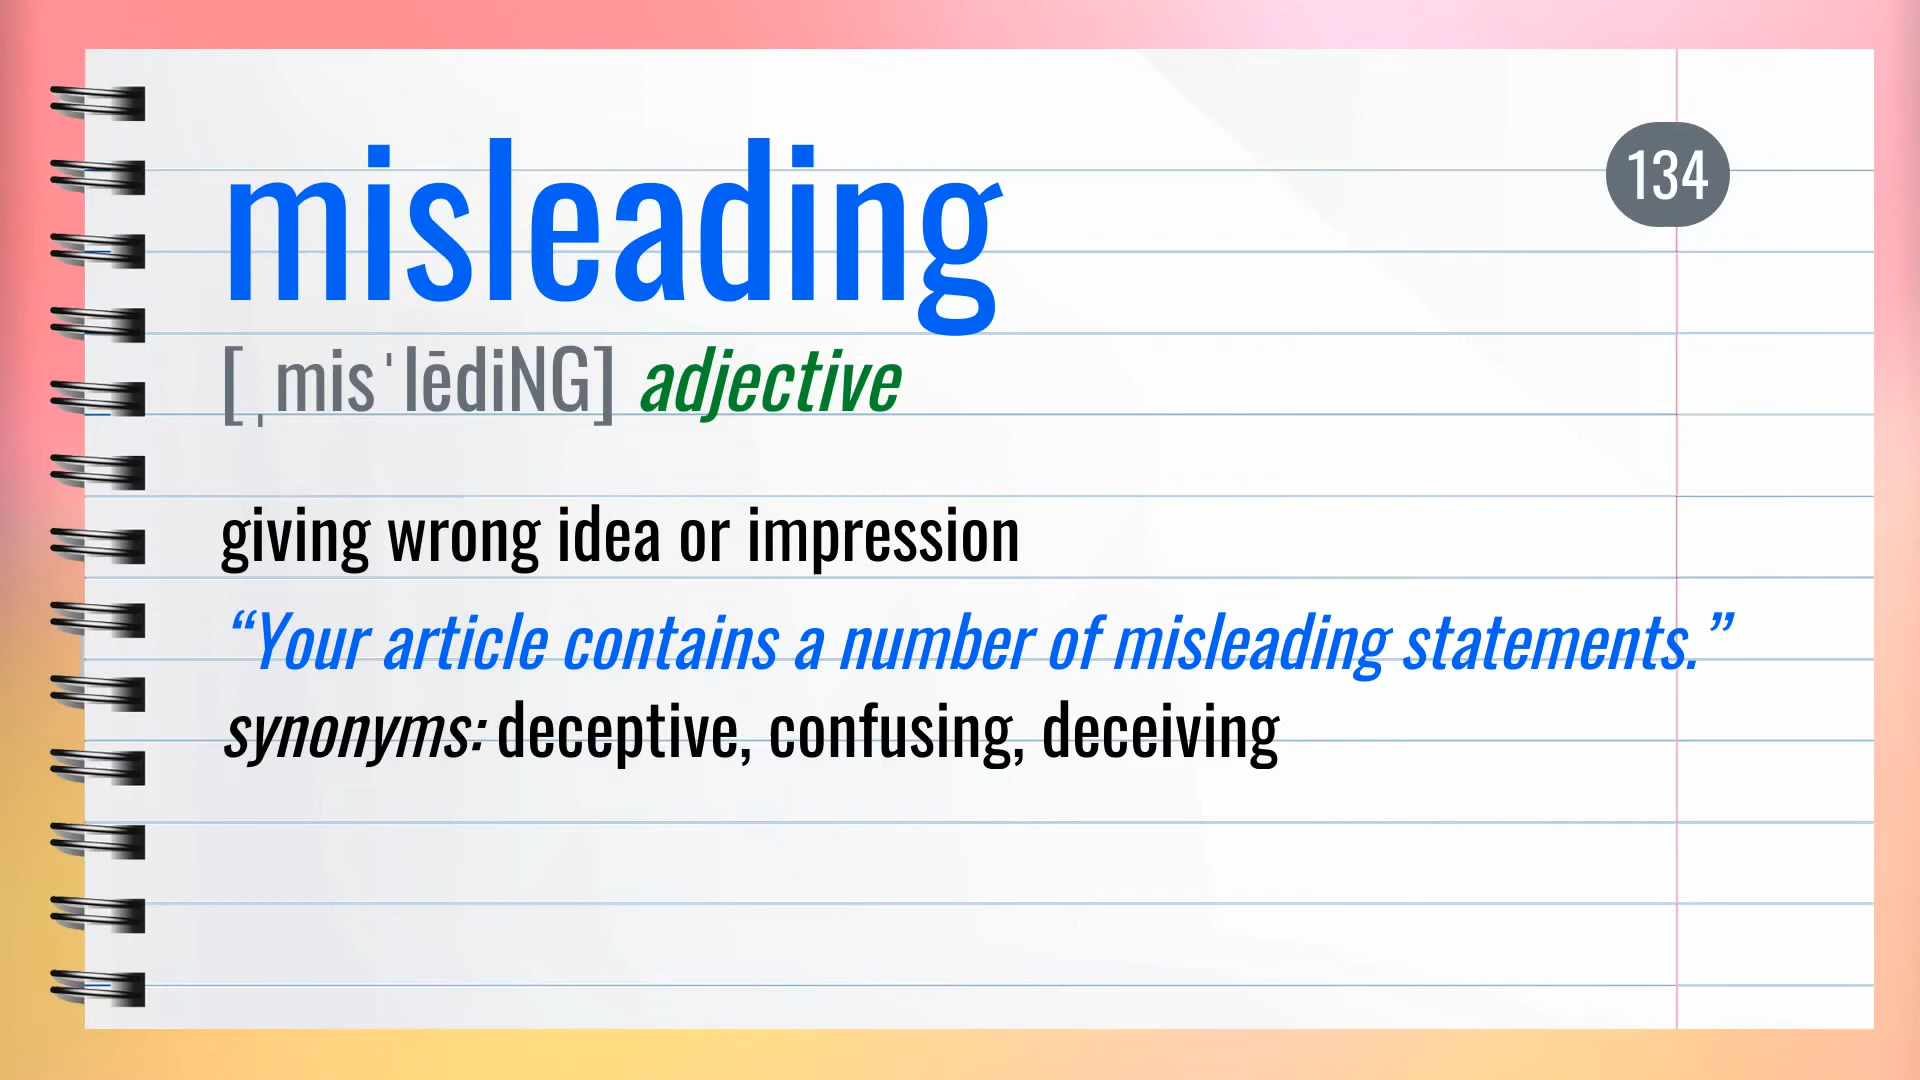 misleading
134
[ˌmisˈlēdiNG] adjective
giving wrong idea or impression
“Your article contains a number of misleading statements.”
synonyms: deceptive, confusing, deceiving